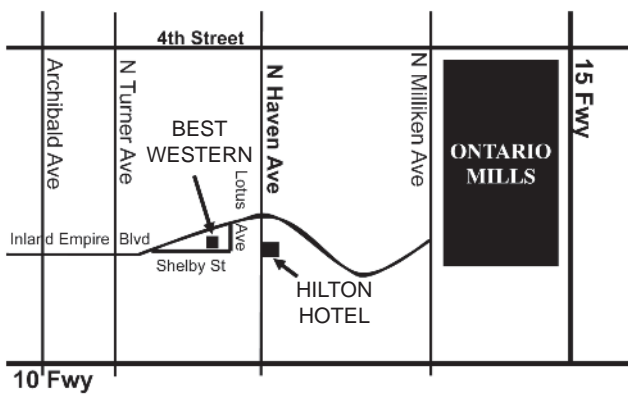 4th Street
Archibald Ave
N Turner Ave
N Haven Ave
N Milliken Ave
15 Fwy
BEST
WESTERN
Lotus Ave
ONTARIO
MILLS
Inland Empire Blvd
Shelby St
HILTON
HOTEL
10 Fwy